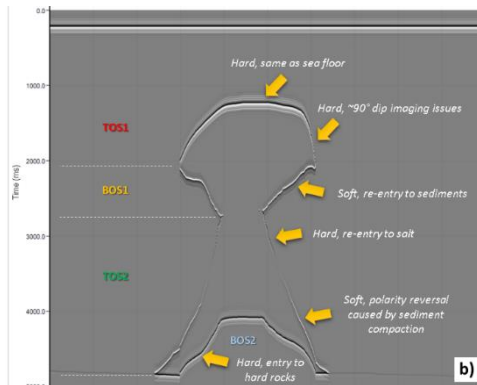 0.0
Hard, same as sea floor
1000.0
Hard, ~90° dip imaging issues
TOS1
Time (ms)
2000.0
BOS1
Soft, re-entry to sediments
3000.0
Hard, re-entry to salt
TOS2
4000.0
Soft, polarity reversal
caused by sediment
compaction
BOS2
Hard, entry to
hard rocks
b)